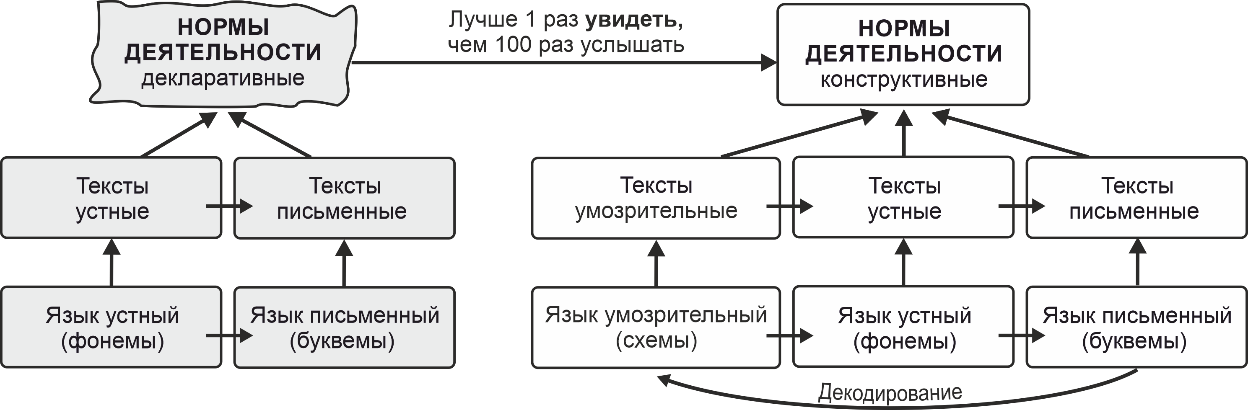 НОРМЫ
ДЕЯТЕЛЬНОСТИ
декларативные
Лучше 1 раз увидеть,
чем 100 раз услышать
НОРМЫ
ДЕЯТЕЛЬНОСТИ
конструктивные
Тексты
устные
Тексты
письменные
Тексты
умозрительные
Тексты
устные
Тексты
письменные
Язык устный
(фонемы)
Язык письменный
(буквемы)
Язык умозрительный
(схемы)
Язык устный
(фонемы)
Язык письменный
(буквемы)
Декодирование